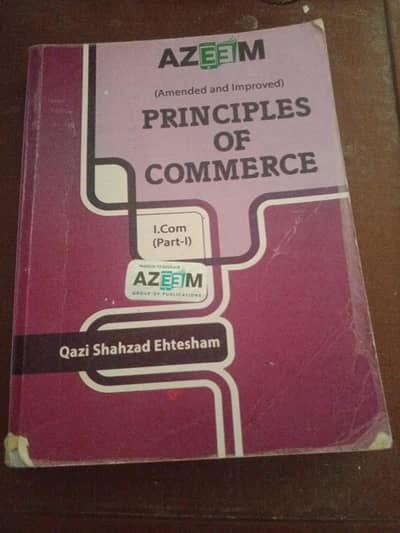 AZEEM
(Amended and Improved)
PRINCIPLES
OF
COMMERCE
I.Com
(Part-I)
AZEEM
GROUP OF PUBLICATIONS
Qazi Shahzad Ehtesham